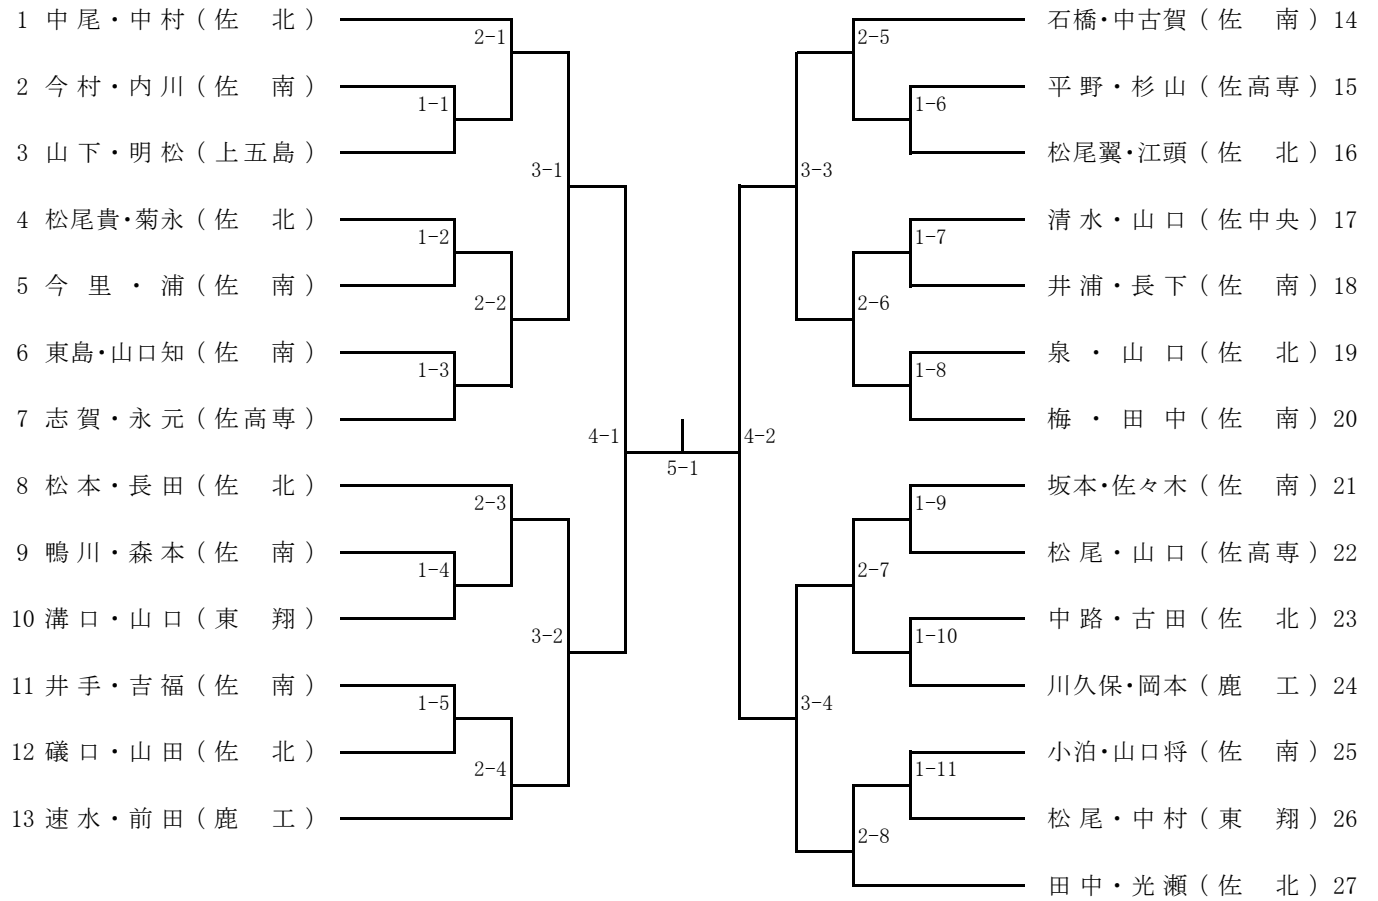 1 中尾・中村(佐 北)
2-1
2 今村・内川(佐 南)
1-1
3 山下・明松(上五島)
3-1
4 松尾貴・菊永(佐 北)
1-2
5 今里・浦(佐 南)
2-2
6 東島・山口知(佐 南)
1-3
7 志賀・永元(佐高専)
4-1
8 松本・長田(佐 北)
2-3
9 鴨川・森本(佐 南)
1-4
10 溝口・山口(東 翔)
3-2
11 井手・吉福(佐 南)
1-5
12 礒口・山田(佐 北)
2-4
13 速水・前田(鹿 工)
5-1
石橋・中古賀(佐 南)14
2-5
平野・杉山(佐高専)15
1-6
松尾翼・江頭(佐 北)16
3-3
清水・山口(佐中央)17
1-7
井浦・長下(佐 南)18
2-6
泉・山口(佐 北)19
1-8
梅・田中(佐 南)20
4-2
坂本・佐々木(佐 南)21
1-9
松尾・山口(佐高専)22
2-7
中路・古田(佐 北)23
1-10
川久保・岡本(鹿 工)24
3-4
小泊・山口将(佐 南)25
1-11
松尾・中村(東 翔)26
2-8
田中・光瀬(佐 北)27